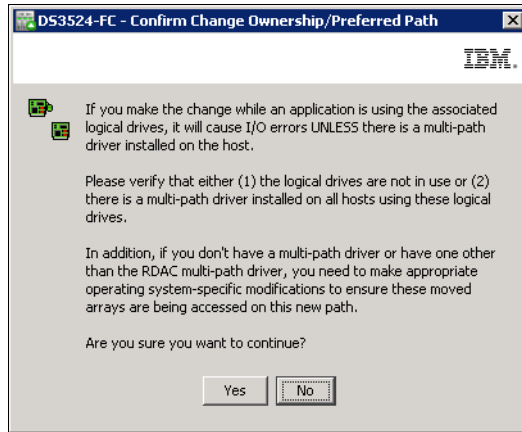 DS3524-FC - Confirm Change Ownership/Preferred Path
IBM.
If you make the change while an application is using the associated
logical drives, it will cause I/O errors UNLESS there is a multi-path
driver installed on the host.
Please verify that either (1) the logical drives are not in use or (2)
there is a multi-path driver installed on all hosts using these logical
drives.
In addition, if you don't have a multi-path driver or have one other
than the RDAC multi-path driver, you need to make appropriate
operating system-specific modifications to ensure these moved
arrays are being accessed on this new path.
Are you sure you want to continue?
Yes No